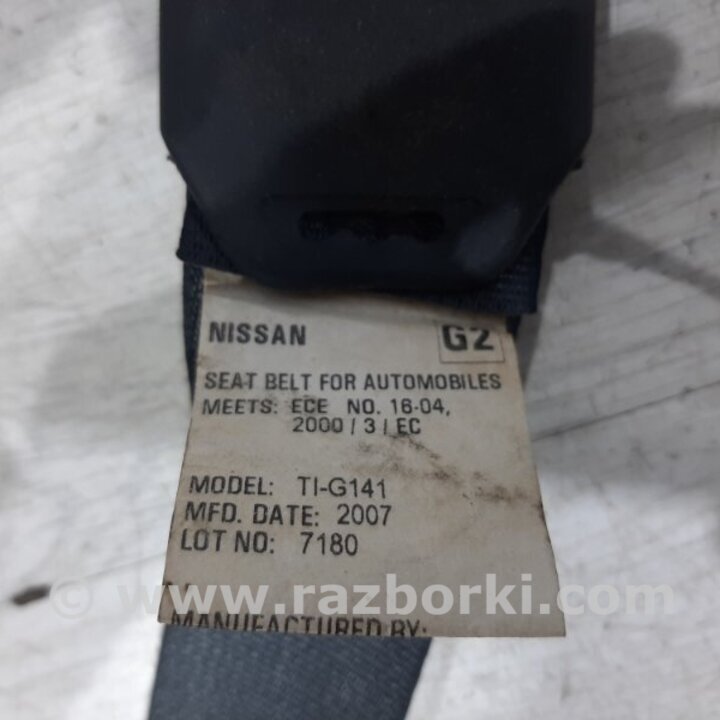 NISSAN G2
SEAT BELT FOR AUTOMOBILES
MEETS: ECE NO. 16-04,
2000 / 3 / EC
MODEL: TI-G141
MFD. DATE: 2007
LOT NO: 7180
© www.razborki.com
MANUFACTURED BY: